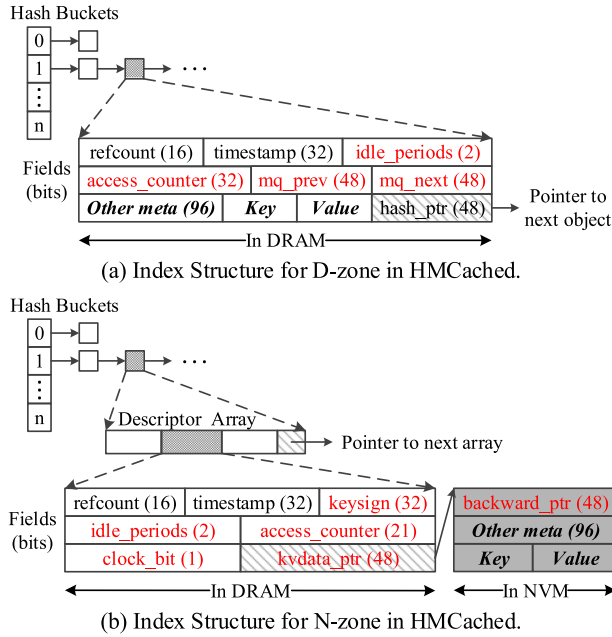 Hash Buckets
0
1
n
Fields
(bits)
refcount (16) timestamp (32) idle_periods (2)
access_counter (32) mq_prev (48) mq_next (48)
Other meta (96) Key Value hash_ptr (48)
Pointer to
next object
In DRAM
(a) Index Structure for D-zone in HMCached.
Hash Buckets
0
1
n
Descriptor Array
Pointer to next array
Fields
(bits)
refcount (16) timestamp (32) keysign (32)
idle_periods (2) access_counter (21)
clock_bit (1) kvdata_ptr (48)
backward_ptr (48)
Other meta (96)
Key Value
In DRAM
In NVM
(b) Index Structure for N-zone in HMCached.